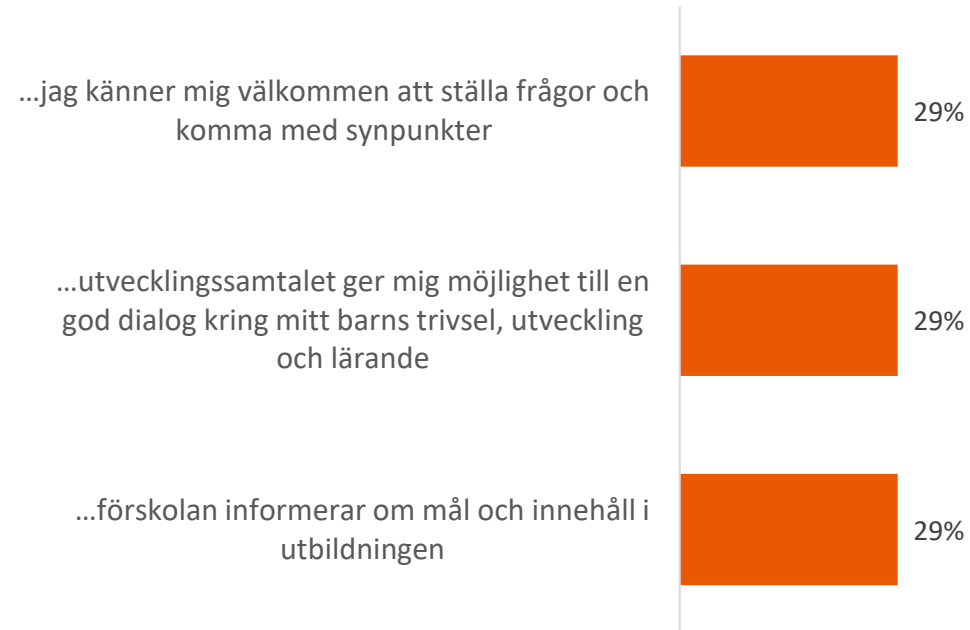 ...jag känner mig välkommen att ställa frågor och
komma med synpunkter
29%
...utvecklingssamtalet ger mig möjlighet till en
god dialog kring mitt barns trivsel, utveckling
och lärande
29%
...förskolan informerar om mål och innehåll i
utbildningen
29%